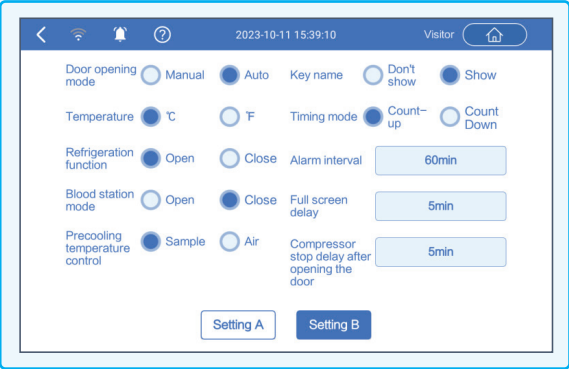 2023-10-11 15:39:10 Visitor
Door opening
mode
Manual Auto
Key name
Don't
show
Show
Temperature
℃ ℉
Timing mode
Count-
up
Count
Down
Refrigeration
function
Open Close
Alarm interval
60min
Blood station
mode
Open Close
Full screen
delay
5min
Precooling
temperature
control
Sample Air
Compressor
stop delay after
opening the
door
5min
Setting A Setting B